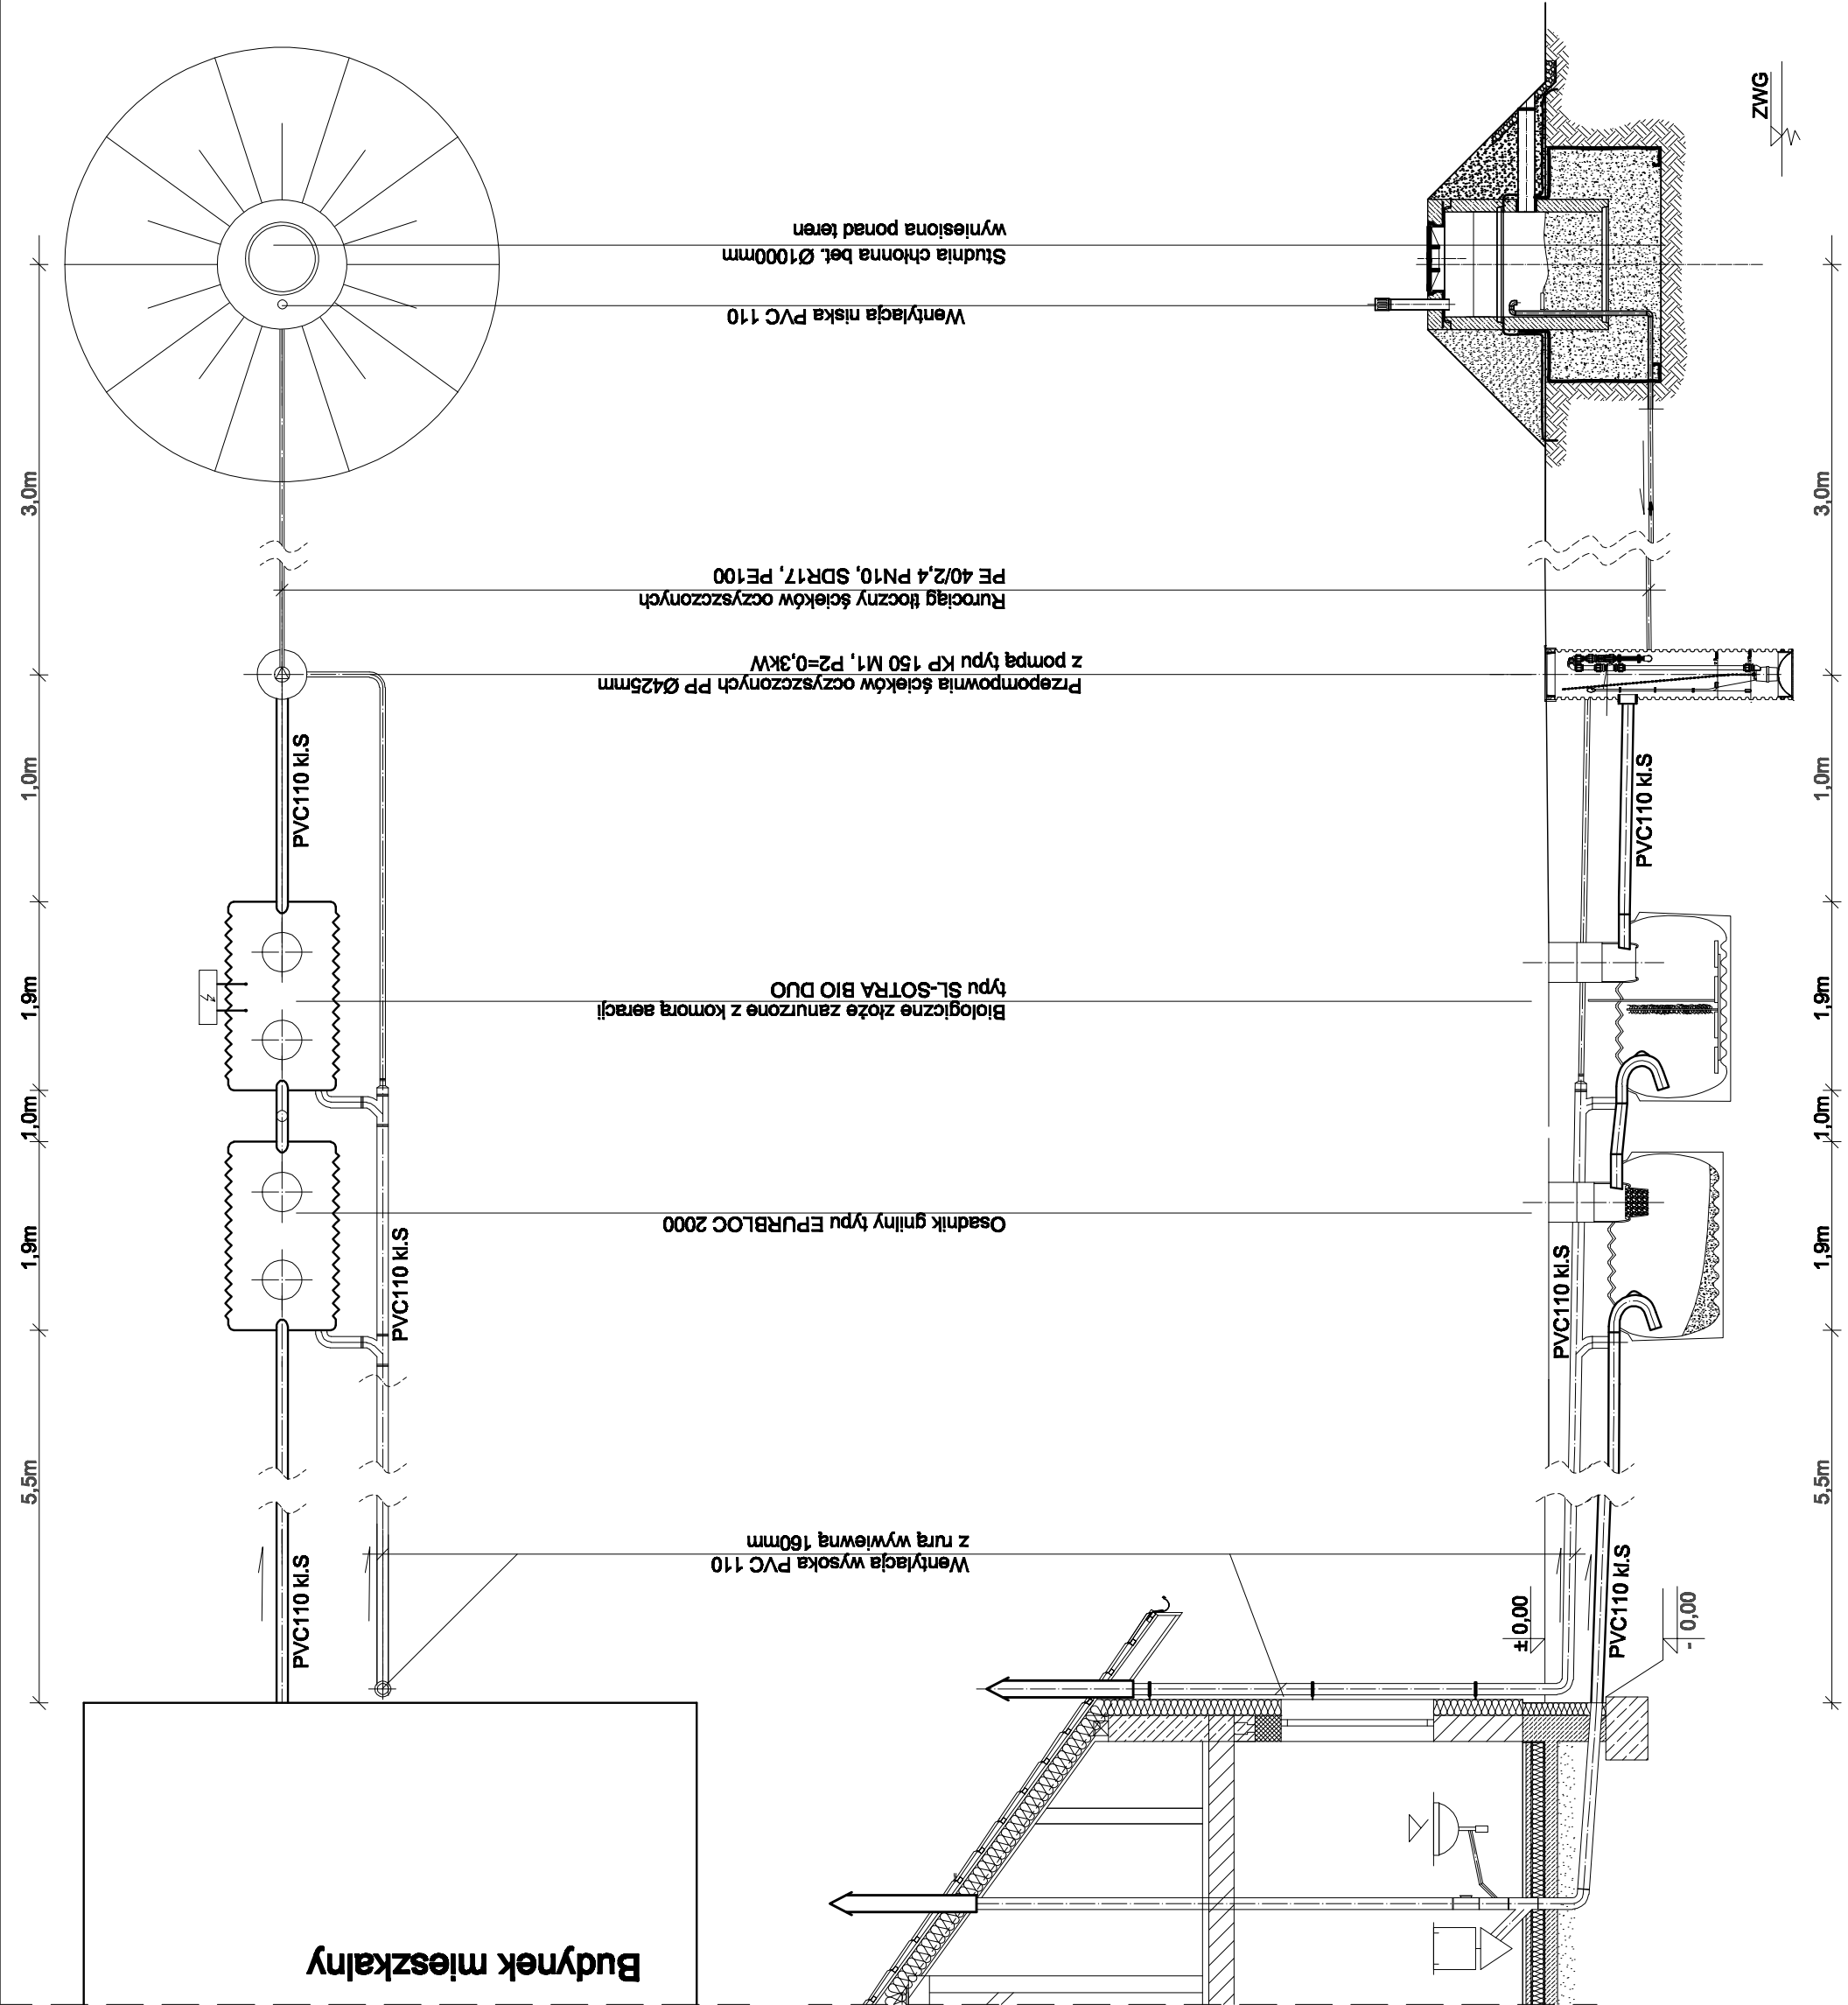 Budynek mieszkalny
Wentylacja wysoka PVC 110
z rurą wywiewną 160mm
Osadnik gnilny typu EPURBLOC 2000
Biologiczne złoże zanurzone z komorą aeracji
typu SL-SOTRA BIO DUO
Przepompownia ścieków oczyszczonych PP Ø425mm
z pompą typu KP 150 M1, P2=0,3kW
Rurociąg tłoczny ścieków oczyszczonych
PE 40/2,4 PN10, SDR17, PE100
Wentylacja niska PVC 110
Studnia chłonna bet. Ø1000mm
wyniesiona ponad teren
5,5m
1,9m
1,0m
1,9m
1,0m
3,0m
PVC110 kl.S
PVC110 kl.S
PVC110 kl.S
5,5m
1,9m
1,0m
1,9m
1,0m
3,0m
PVC110 kl.S
PVC110 kl.S
PVC110 kl.S
± 0,00
- 0,00
ZWG